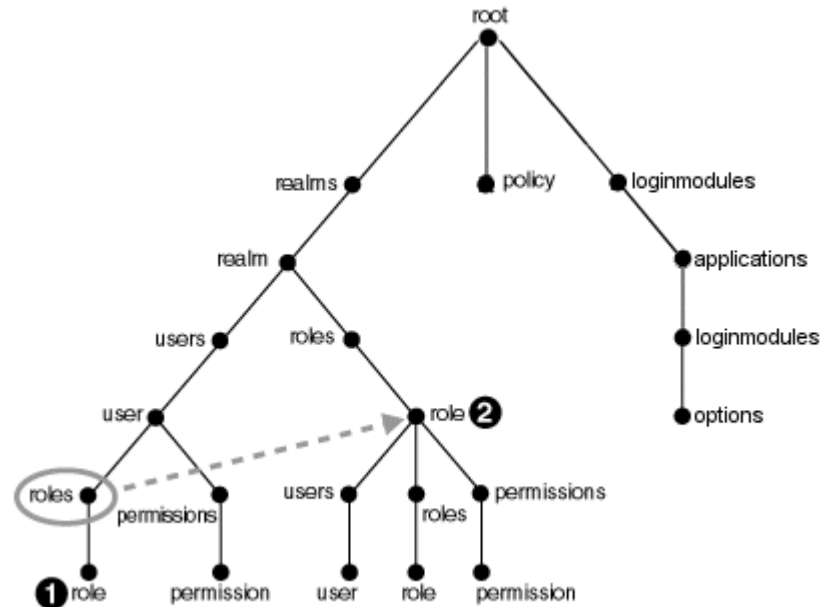 root
realms
policy
loginmodules
realm
applications
users
roles
loginmodules
user
role 2
options
roles
permissions
users
roles
permissions
1 role
permission
user
role
permission